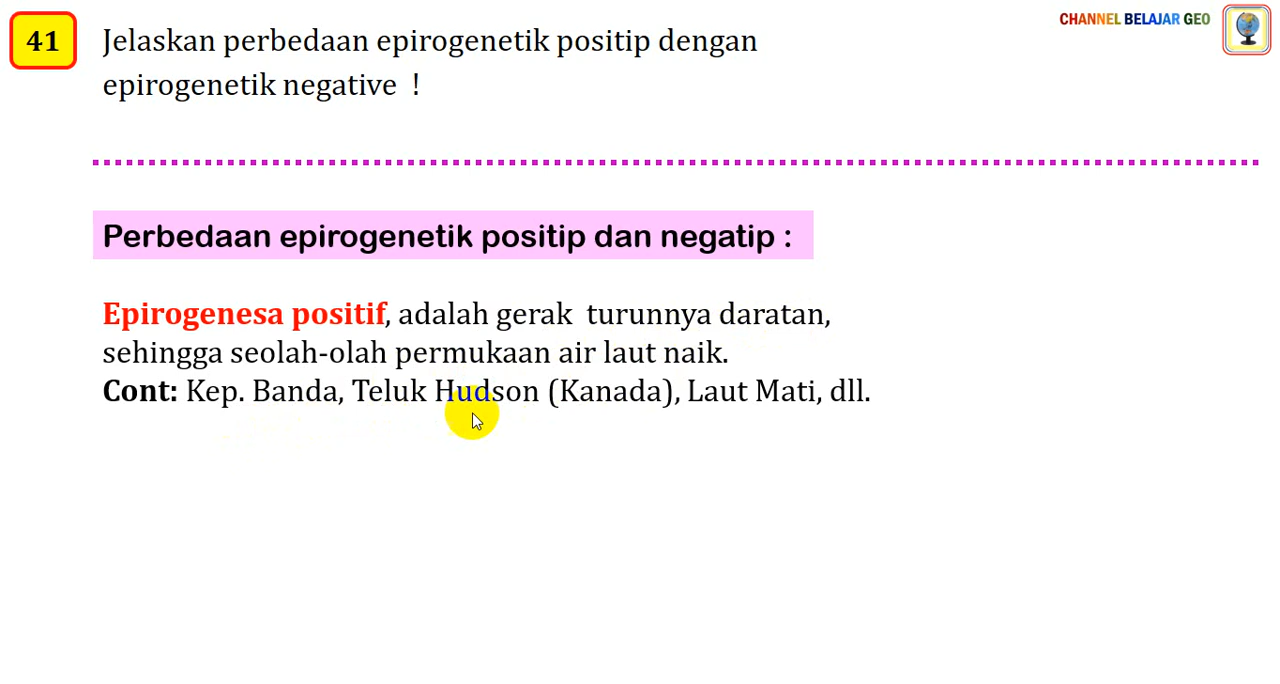 41
Jelaskan perbedaan epirogenetik positip dengan
epirogenetik negative !
CHANNEL BELAJAR GEO
Perbedaan epirogenetik positip dan negatip :
Epirogenesa positif, adalah gerak turunnya daratan,
sehingga seolah-olah permukaan air laut naik.
Cont: Kep. Banda, Teluk Hudson (Kanada), Laut Mati, dll.